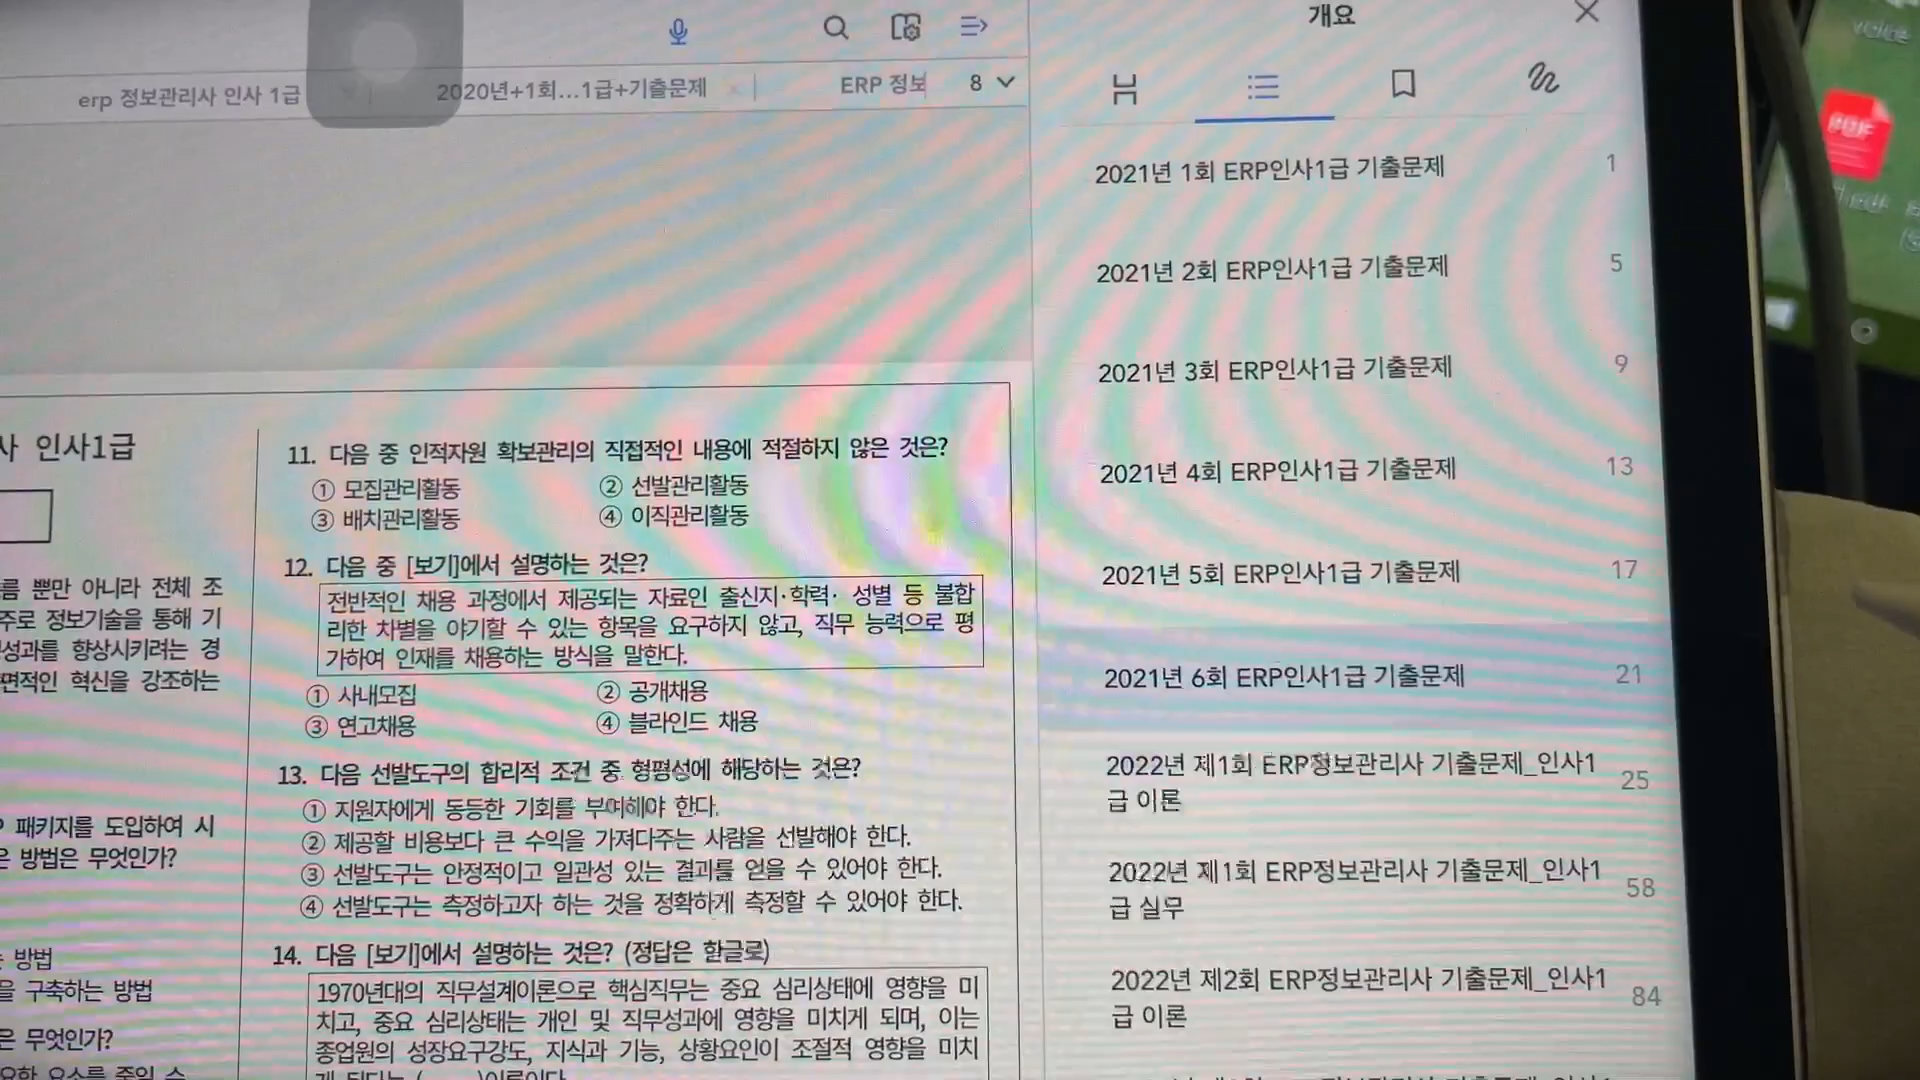 erp 정보관리사 인사 1급
2020년+1회...1급+기출문제
ERP 정보
8
사 인사1급
름 뿐만 아니라 전체 조
주로 정보기술을 통해 기
성과를 향상시키려는 경
면적인 혁신을 강조하는
P 패키지를 도입하여 시
은 방법은 무엇인가?
방법
을 구축하는 방법
은 무엇인가?
11. 다음 중 인적자원 확보관리의 직접적인 내용에 적절하지 않은 것은?
① 모집관리활동 ② 선발관리활동
③ 배치관리활동 ④ 이직관리활동
12. 다음 중 [보기]에서 설명하는 것은?
전반적인 채용 과정에서 제공되는 자료인 출신지·학력· 성별 등 불합
리한 차별을 야기할 수 있는 항목을 요구하지 않고, 직무 능력으로 평
가하여 인재를 채용하는 방식을 말한다.
① 사내모집 ② 공개채용
③ 연고채용 ④ 블라인드 채용
13. 다음 선발도구의 합리적 조건 중 형평성에 해당하는 것은?
① 지원자에게 동등한 기회를 부여해야 한다.
② 제공할 비용보다 큰 수익을 가져다주는 사람을 선발해야 한다.
③ 선발도구는 안정적이고 일관성 있는 결과를 얻을 수 있어야 한다.
④ 선발도구는 측정하고자 하는 것을 정확하게 측정할 수 있어야 한다.
14. 다음 [보기]에서 설명하는 것은? (정답은 한글로)
1970년대의 직무설계이론으로 핵심직무는 중요 심리상태에 영향을 미
치고, 중요 심리상태는 개인 및 직무성과에 영향을 미치게 되며, 이는
종업원의 성장요구강도, 지식과 기능, 상황요인이 조절적 영향을 미치
개요
2021년 1회 ERP인사1급 기출문제 1
2021년 2회 ERP인사1급 기출문제 5
2021년 3회 ERP인사1급 기출문제 9
2021년 4회 ERP인사1급 기출문제 13
2021년 5회 ERP인사1급 기출문제 17
2021년 6회 ERP인사1급 기출문제 21
2022년 제1회 ERP정보관리사 기출문제_인사1
급 이론 25
2022년 제1회 ERP정보관리사 기출문제_인사1
급 실무 58
2022년 제2회 ERP정보관리사 기출문제_인사1
급 이론 84
voice
PDF